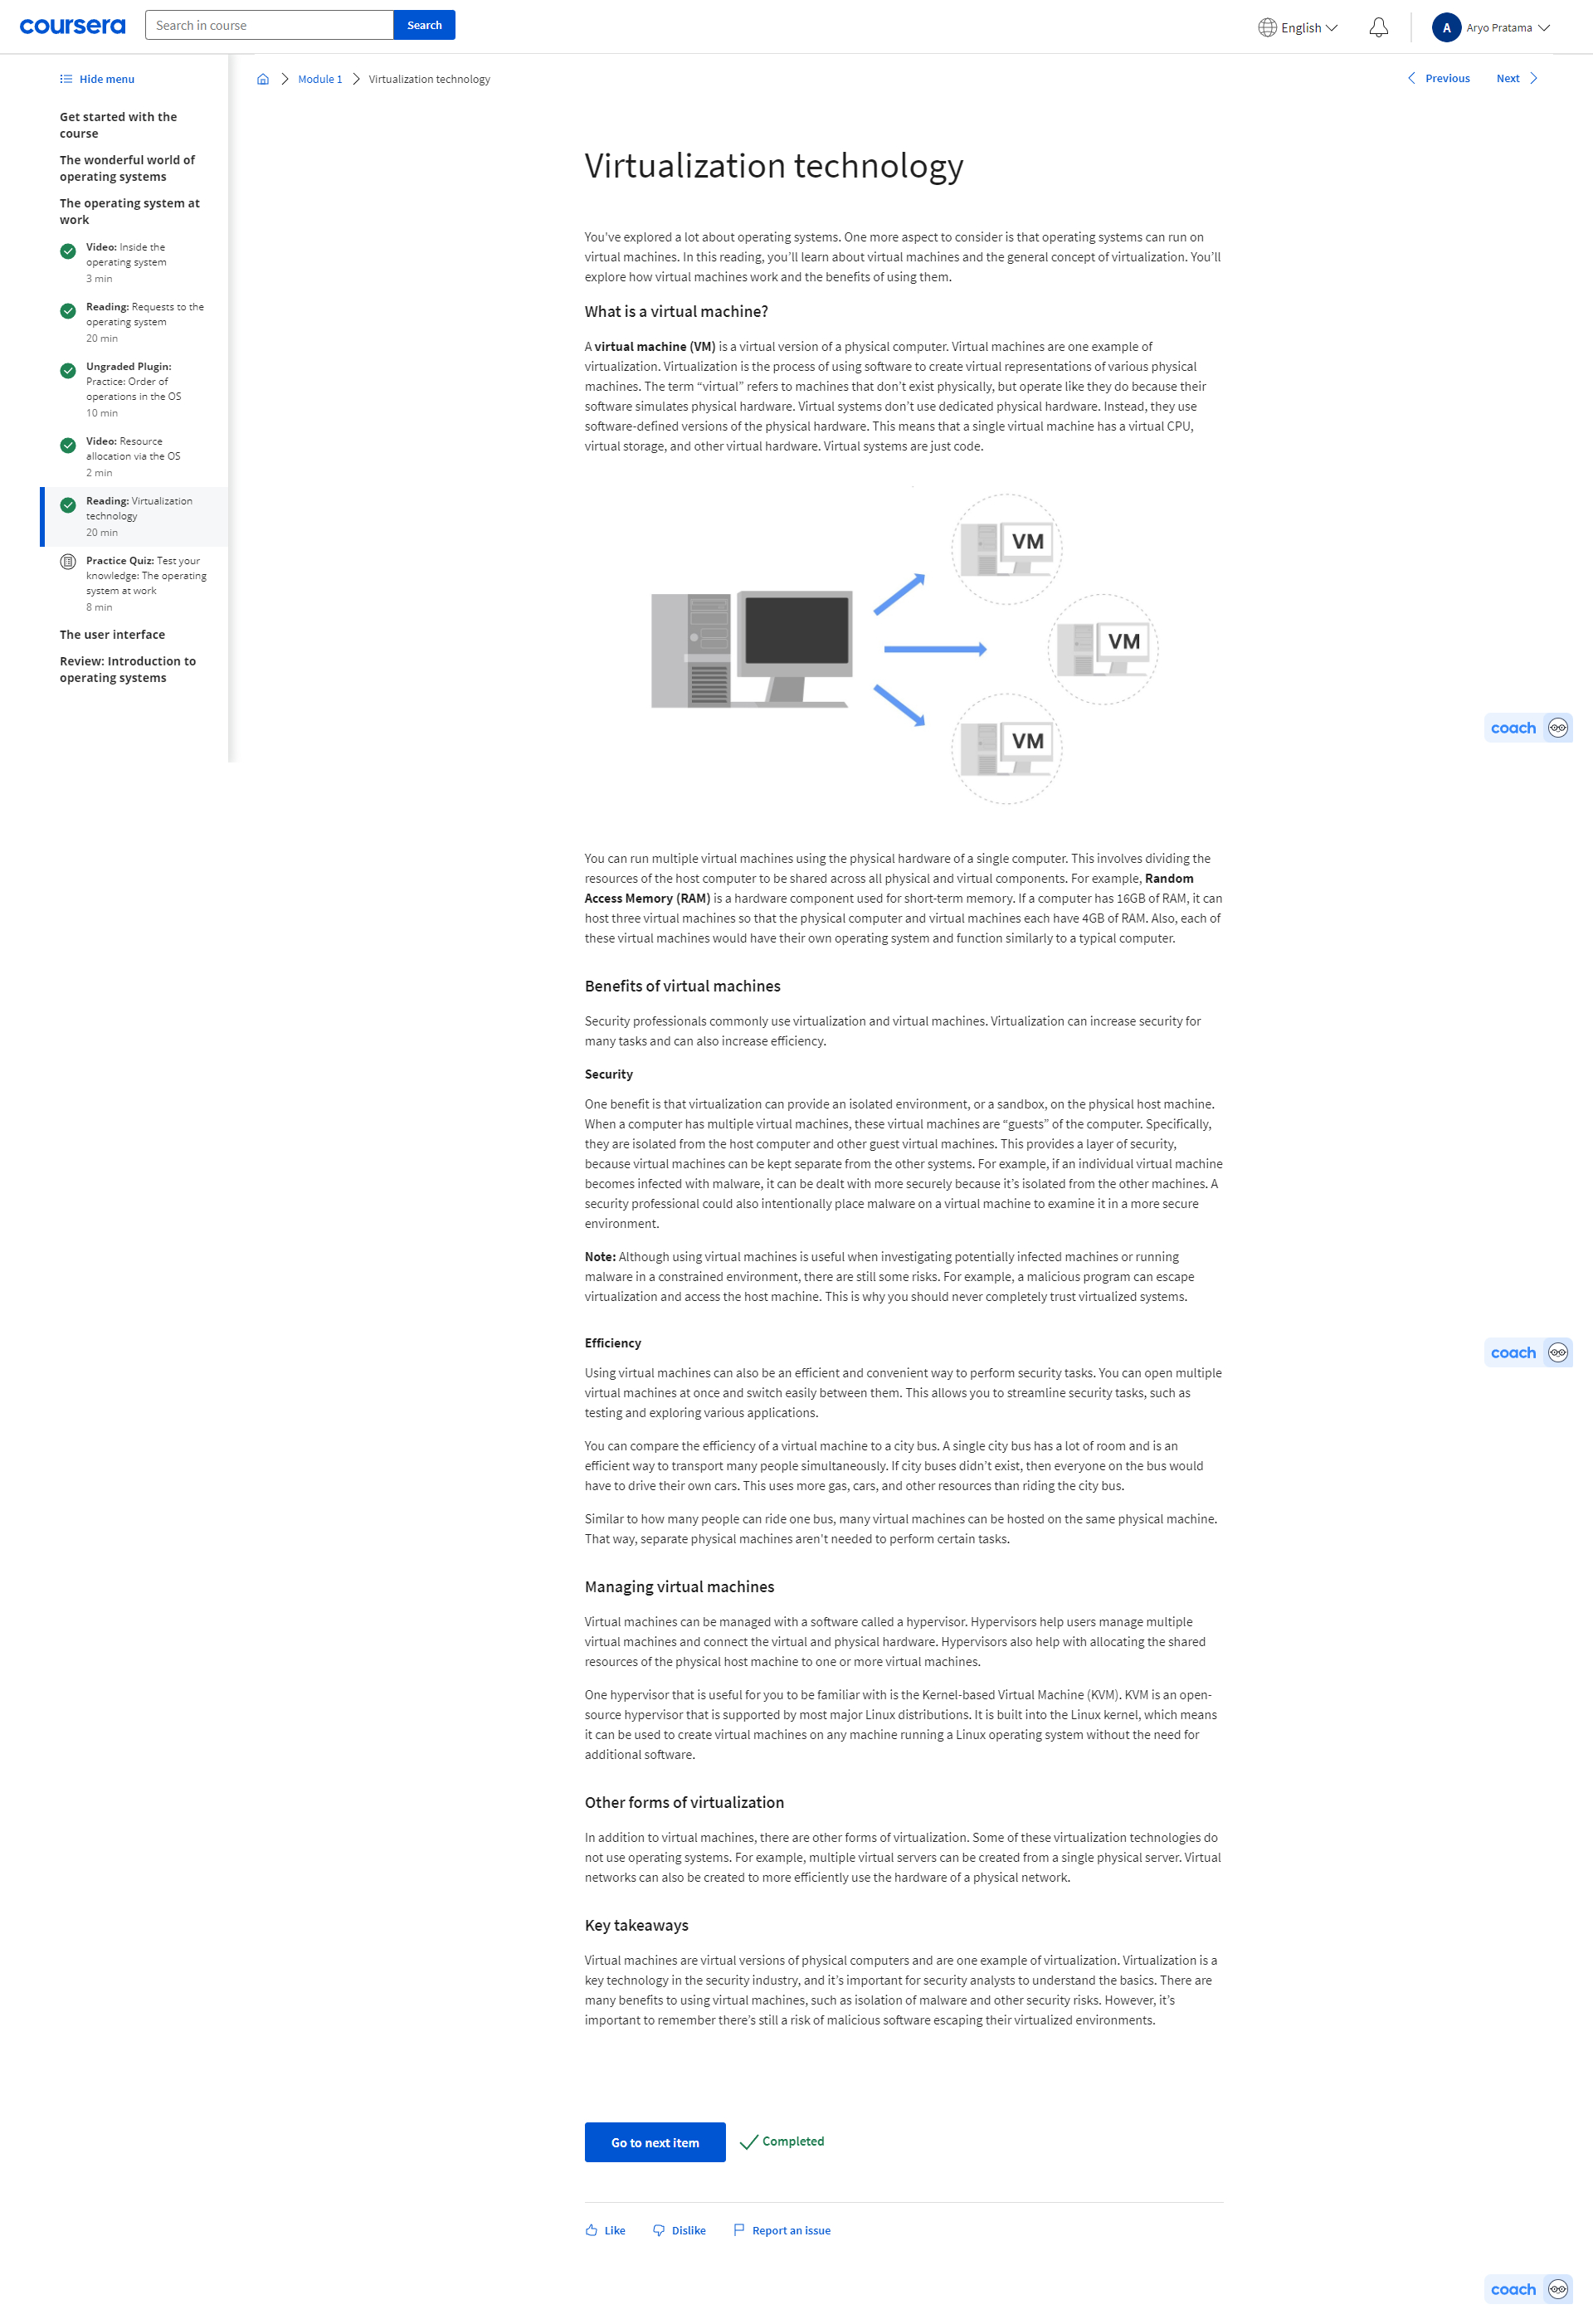 coursera
Search in course
Search
English
A
Aryo Pratama
Hide menu
Get started with the
course
The wonderful world of
operating systems
The operating system at
work
Video: Inside the
operating system
3 min
Reading: Requests to the
operating system
20 min
Ungraded Plugin:
Practice: Order of
operations in the OS
10 min
Video: Resource
allocation via the OS
2 min
Reading: Virtualization
technology
20 min
Practice Quiz: Test your
knowledge: The operating
system at work
8 min
The user interface
Review: Introduction to
operating systems
Module 1
Virtualization technology
Previous
Next
Virtualization technology
You've explored a lot about operating systems. One more aspect to consider is that operating systems can run on
virtual machines. In this reading, you’ll learn about virtual machines and the general concept of virtualization. You’ll
explore how virtual machines work and the benefits of using them.
What is a virtual machine?
A virtual machine (VM) is a virtual version of a physical computer. Virtual machines are one example of
virtualization. Virtualization is the process of using software to create virtual representations of various physical
machines. The term “virtual” refers to machines that don’t exist physically, but operate like they do because their
software simulates physical hardware. Virtual systems don’t use dedicated physical hardware. Instead, they use
software-defined versions of the physical hardware. This means that a single virtual machine has a virtual CPU,
virtual storage, and other virtual hardware. Virtual systems are just code.
VM
VM
VM
coach
You can run multiple virtual machines using the physical hardware of a single computer. This involves dividing the
resources of the host computer to be shared across all physical and virtual components. For example, Random
Access Memory (RAM) is a hardware component used for short-term memory. If a computer has 16GB of RAM, it can
host three virtual machines so that the physical computer and virtual machines each have 4GB of RAM. Also, each of
these virtual machines would have their own operating system and function similarly to a typical computer.
Benefits of virtual machines
Security professionals commonly use virtualization and virtual machines. Virtualization can increase security for
many tasks and can also increase efficiency.
Security
One benefit is that virtualization can provide an isolated environment, or a sandbox, on the physical host machine.
When a computer has multiple virtual machines, these virtual machines are “guests” of the computer. Specifically,
they are isolated from the host computer and other guest virtual machines. This provides a layer of security,
because virtual machines can be kept separate from the other systems. For example, if an individual virtual machine
becomes infected with malware, it can be dealt with more securely because it’s isolated from the other machines. A
security professional could also intentionally place malware on a virtual machine to examine it in a more secure
environment.
Note: Although using virtual machines is useful when investigating potentially infected machines or running
malware in a constrained environment, there are still some risks. For example, a malicious program can escape
virtualization and access the host machine. This is why you should never completely trust virtualized systems.
Efficiency
coach
Using virtual machines can also be an efficient and convenient way to perform security tasks. You can open multiple
virtual machines at once and switch easily between them. This allows you to streamline security tasks, such as
testing and exploring various applications.
You can compare the efficiency of a virtual machine to a city bus. A single city bus has a lot of room and is an
efficient way to transport many people simultaneously. If city buses didn’t exist, then everyone on the bus would
have to drive their own cars. This uses more gas, cars, and other resources than riding the city bus.
Similar to how many people can ride one bus, many virtual machines can be hosted on the same physical machine.
That way, separate physical machines aren't needed to perform certain tasks.
Managing virtual machines
Virtual machines can be managed with a software called a hypervisor. Hypervisors help users manage multiple
virtual machines and connect the virtual and physical hardware. Hypervisors also help with allocating the shared
resources of the physical host machine to one or more virtual machines.
One hypervisor that is useful for you to be familiar with is the Kernel-based Virtual Machine (KVM). KVM is an open-
source hypervisor that is supported by most major Linux distributions. It is built into the Linux kernel, which means
it can be used to create virtual machines on any machine running a Linux operating system without the need for
additional software.
Other forms of virtualization
In addition to virtual machines, there are other forms of virtualization. Some of these virtualization technologies do
not use operating systems. For example, multiple virtual servers can be created from a single physical server. Virtual
networks can also be created to more efficiently use the hardware of a physical network.
Key takeaways
Virtual machines are virtual versions of physical computers and are one example of virtualization. Virtualization is a
key technology in the security industry, and it’s important for security analysts to understand the basics. There are
many benefits to using virtual machines, such as isolation of malware and other security risks. However, it’s
important to remember there’s still a risk of malicious software escaping their virtualized environments.
Go to next item
Completed
Like
Dislike
Report an issue
coach